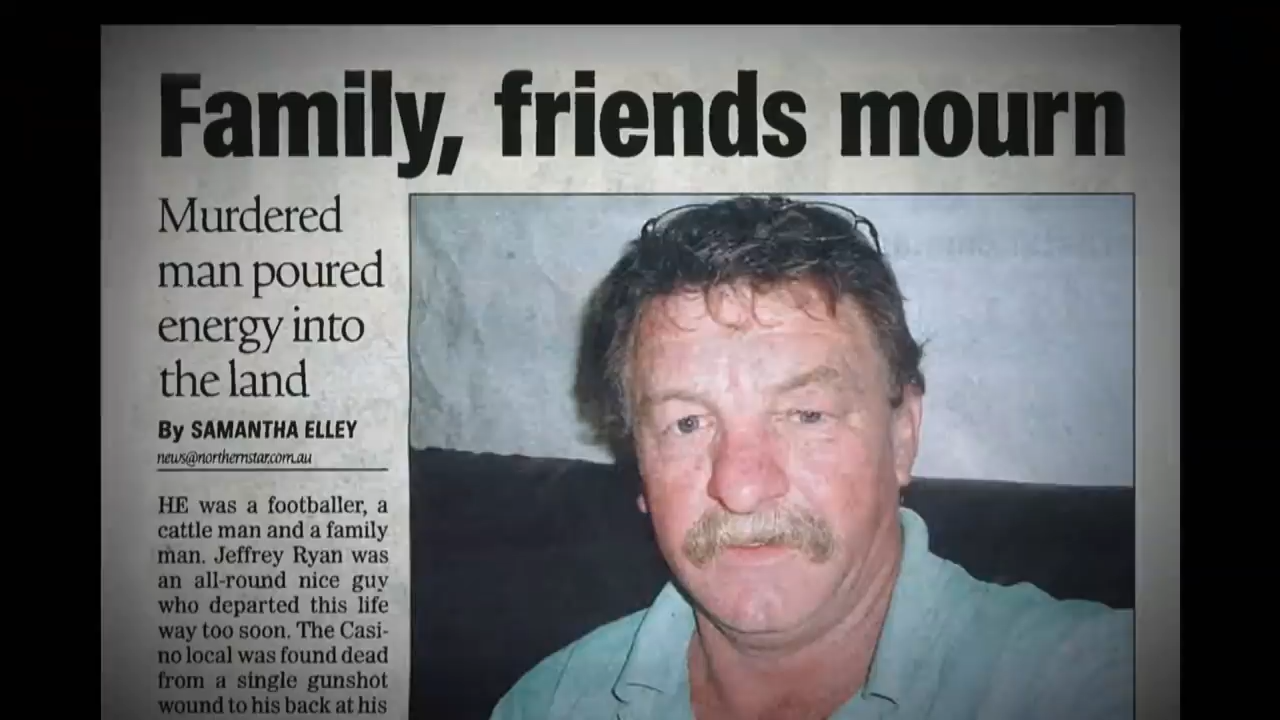 Family, friends mourn
Murdered
man poured
energy into
the land
By SAMANTHA ELLEY
news@northernstar.com.au
HE was a footballer, a
cattle man and a family
man. Jeffrey Ryan was
an all-round nice guy
who departed this life
way too soon. The Casi-
no local was found dead
from a single gunshot
wound to his back at his